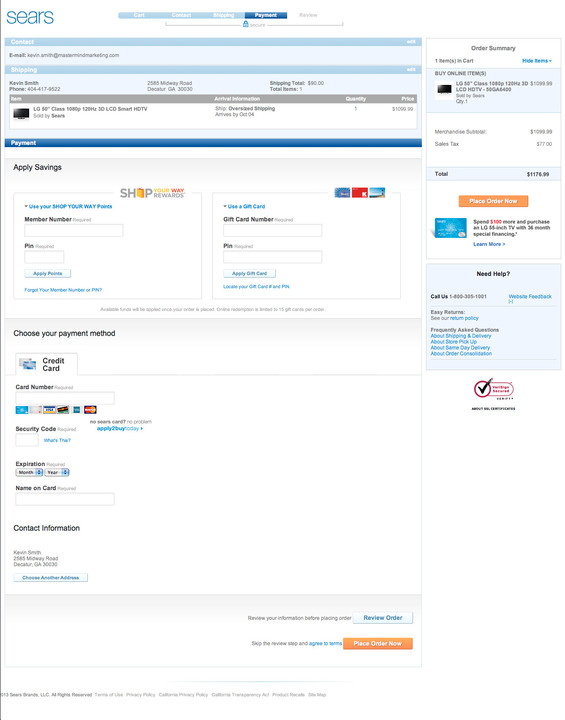 sears
Cart Contact Shipping Payment Review
SECURE
Contact edit
E-mail: kevin.smith@mastermindmarketing.com
Shipping edit
Kevin Smith 2585 Midway Road Shipping Total: $90.00
Phone: 404-417-9522 Decatur GA 30030 Total Items: 1
Item Arrival Information Quantity Price
LG 50" Class 1080p 120Hz 3D LCD Smart HDTV Ship: Oversized Shipping 1 $1099.99
Sold by Sears Arrives by Oct 04
Payment
Apply Savings
SHOP YOUR WAY REWARDS
Use your SHOP YOUR WAY Points Use a Gift Card
Member Number Required Gift Card Number Required
Pin Required Pin Required
Apply Points Apply Gift Card
Forgot Your Member Number or PIN? Locate your Gift Card # and PIN
Available funds will be applied once your order is placed. Online redemption is limited to 15 gift cards per order.
Choose your payment method
Credit
Card
Card Number Required
VISA
no sears card? no problem
apply2buytoday
Security Code Required
What's This?
Expiration Required
Month Year
Name on Card Required
Contact Information
Kevin Smith
2585 Midway Road
Decatur, GA 30030
Choose Another Address
Review your information before placing order Review Order
Skip the review step and agree to terms Place Order Now
Order Summary
1 Item(s) in Cart Hide Items
BUY ONLINE ITEM(S)
LG 50" Class 1080p 120Hz 3D $1099.99
LCD HDTV - 50GA6400
Sold by Sears
Qty.1
Merchandise Subtotal: $1099.99
Sales Tax $77.00
Total $1176.99
Place Order Now
Spend $100 more and purchase
an LG 55-inch TV with 36 month
special financing.
Learn More >
Need Help?
Call Us 1-800-305-1001 Website Feedback
[-]
Easy Returns:
See our return policy
Frequently Asked Questions
About Shipping & Delivery
About Store Pick Up
About Same Day Delivery
About Order Consolidation
VeriSign
Secured
VERIFY
ABOUT SSL CERTIFICATES
013 Sears Brands, LLC. All Rights Reserved Terms of Use Privacy Policy California Privacy Policy California Transparency Act Product Recalls Site Map